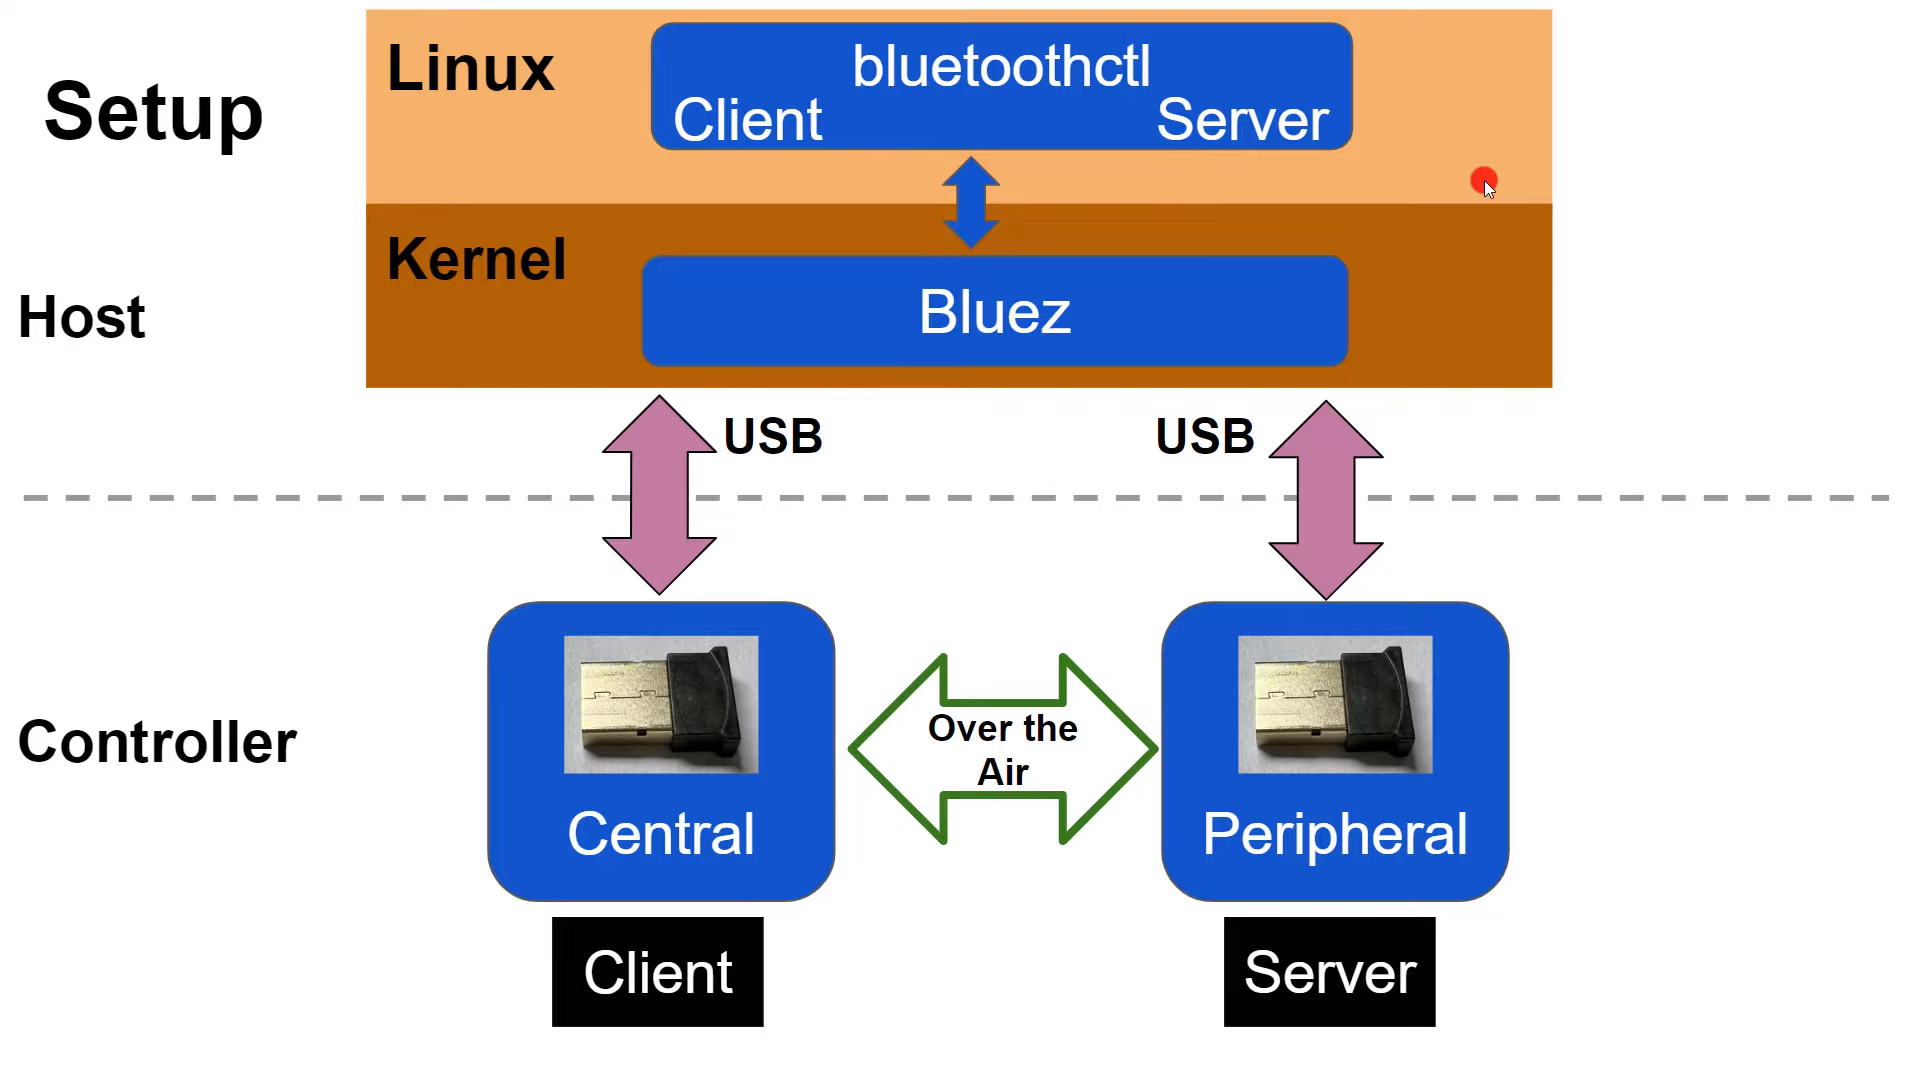 Setup
Linux
bluetoothctl
Client Server
Kernel
Host
Bluez
USB USB
Controller
Over the
Air
Central Peripheral
Client Server